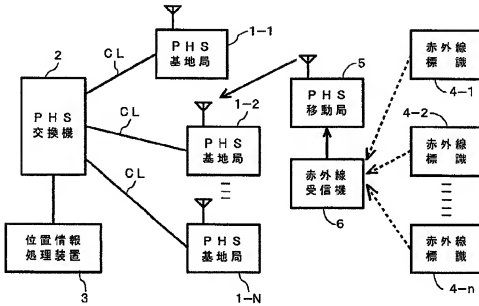 2
PHS
交換機
位置情報
処理装置
3
CL
CL
CL
PHS
基地局
1-1
1-2
PHS
基地局
PHS
基地局
1-N
5
PHS
移動局
赤外線
受信機
6
赤外線
標識
4-1
4-2
赤外線
標識
赤外線
標識
4-n